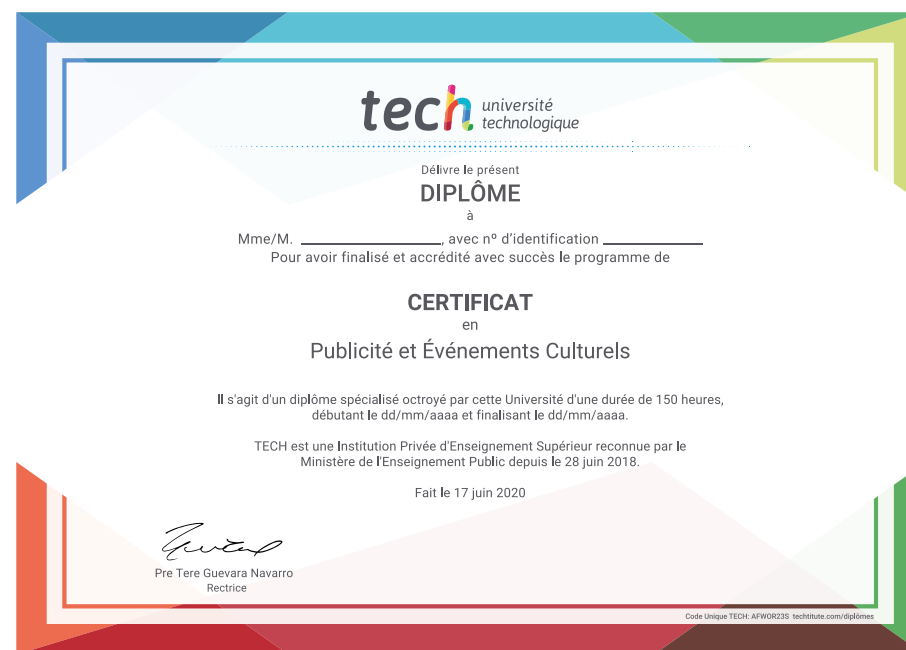 tech université
technologique
Délivre le présent
DIPLÔME
à
Mme/M. ____________________, avec nº d'identification ______________
Pour avoir finalisé et accrédité avec succès le programme de
CERTIFICAT
en
Publicité et Événements Culturels
Il s'agit d'un diplôme spécialisé octroyé par cette Université d'une durée de 150 heures,
débutant le dd/mm/aaaa et finalisant le dd/mm/aaaa.
TECH est une Institution Privée d'Enseignement Supérieur reconnue par le
Ministère de l'Enseignement Public depuis le 28 juin 2018.
Fait le 17 juin 2020
Pre Tere Guevara Navarro
Rectrice
Code Unique TECH: AFWOR23S techtitute.com/diplômes